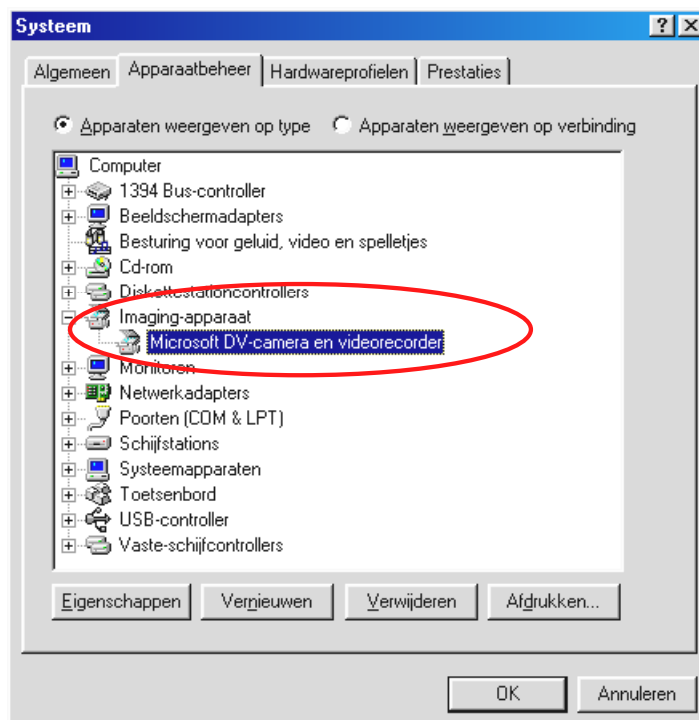 Systeem
Algemeen Apparaatbeheer Hardwareprofielen Prestaties
Apparaten weergeven op type Apparaten weergeven op verbinding
Computer
1394 Bus-controller
Beeldschermadapters
Besturing voor geluid, video en spelletjes
Cd-rom
Diskettestationcontrollers
Imaging-apparaat
Microsoft DV-camera en videorecorder
Monitoren
Netwerkadapters
Poorten (COM & LPT)
Schijfstations
Systeemapparaten
Toetsenbord
USB-controller
Vaste-schijfcontrollers
Eigenschappen Vernieuwen Verwijderen Afdrukken...
OK Annuleren